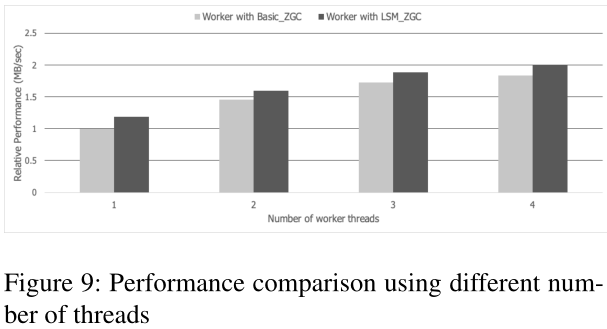 Worker with Basic_ZGC Worker with LSM_ZGC
Relative Performance (MB/sec)
2.5
2
1.5
1
0.5
0
1 2 3 4
Number of worker threads
Figure 9: Performance comparison using different num-
ber of threads